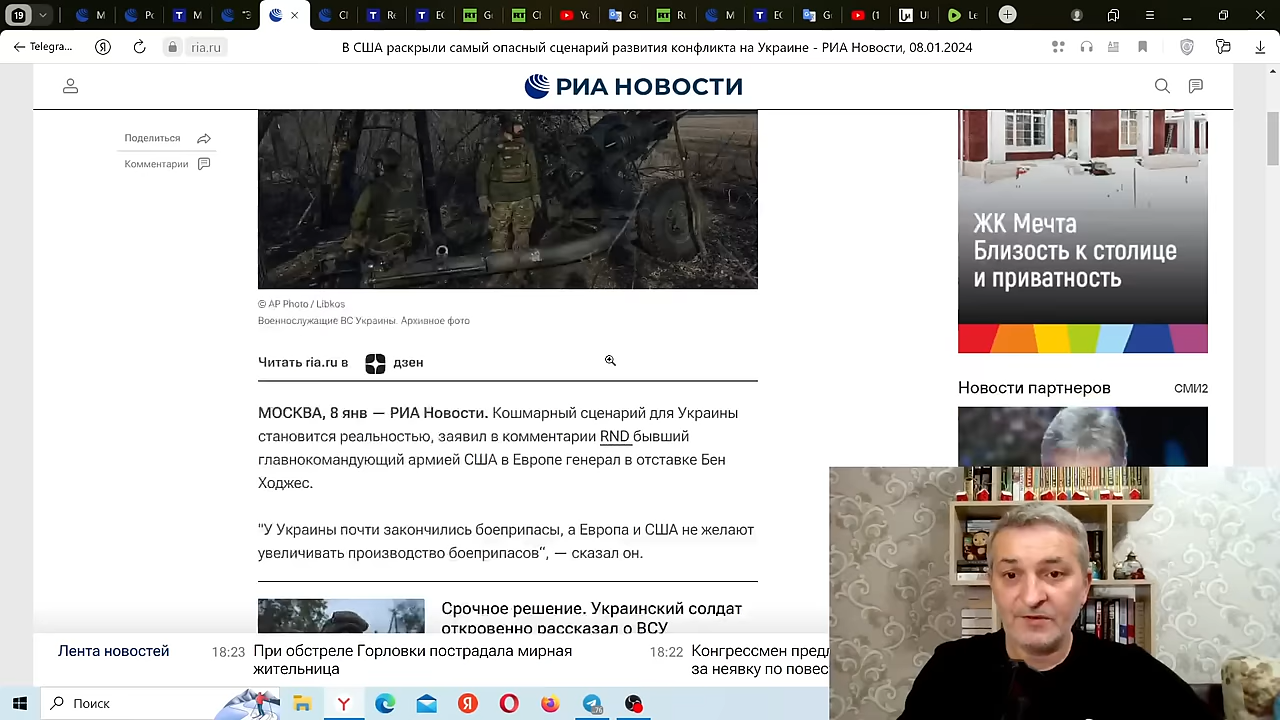 19
Telegra...
Я
ria.ru
В США раскрыли самый опасный сценарий развития конфликта на Украине - РИА Новости, 08.01.2024
РИА НОВОСТИ
Поделиться
Комментарии
ЖК Мечта
Близость к столице
и приватность
© AP Photo / Libkos
Военнослужащие ВС Украины. Архивное фото
Читать ria.ru в дзен
Новости партнеров СМИ2
МОСКВА, 8 янв — РИА Новости. Кошмарный сценарий для Украины
становится реальностью, заявил в комментарии RND бывший
главнокомандующий армией США в Европе генерал в отставке Бен
Ходжес.
"У Украины почти закончились боеприпасы, а Европа и США не желают
увеличивать производство боеприпасов", — сказал он.
Срочное решение. Украинский солдат
откровенно рассказал о ВСУ
Лента новостей
18:23 При обстреле Горловки пострадала мирная
жительница
18:22 Конгрессмен пред
за неявку по повес
Поиск